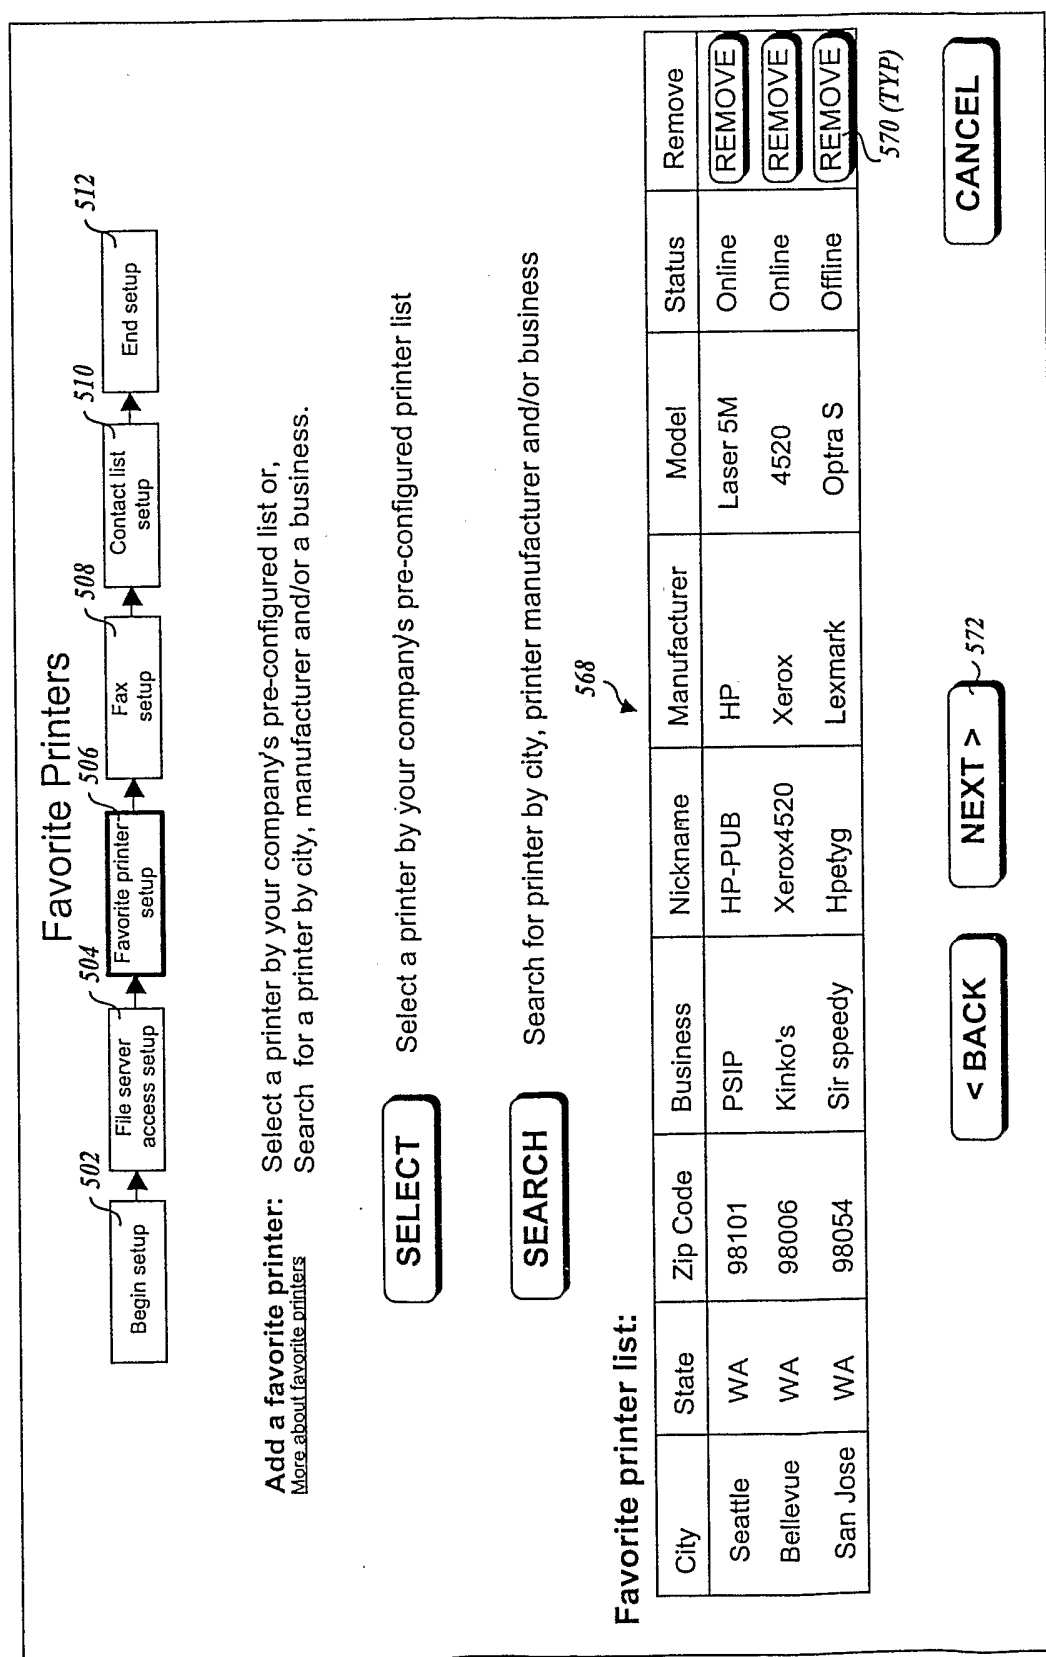 Favorite Printers
502
504
506
508
510
512
Begin setup
File server
access setup
Favorite printer
setup
Fax
setup
Contact list
setup
End setup
Add a favorite printer: Select a printer by your company's pre-configured list or,
More about favorite printers Search for a printer by city, manufacturer and/or a business.
SELECT Select a printer by your company's pre-configured printer list
SEARCH Search for printer by city, printer manufacturer and/or business
568
Favorite printer list:
City State Zip Code Business Nickname Manufacturer Model Status Remove
Seattle WA 98101 PSIP HP-PUB HP Laser 5M Online REMOVE
Bellevue WA 98006 Kinko's Xerox4520 Xerox 4520 Online REMOVE
San Jose WA 98054 Sir speedy Hpetyg Lexmark Optra S Offline REMOVE
570 (TYP)
572
< BACK NEXT > CANCEL